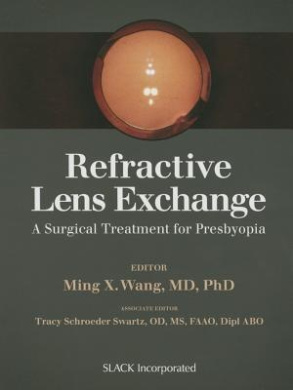 Refractive
Lens Exchange
A Surgical Treatment for Presbyopia
EDITOR
Ming X. Wang, MD, PhD
ASSOCIATE EDITOR
Tracy Schroeder Swartz, OD, MS, FAAO, Dipl ABO
SLACK Incorporated